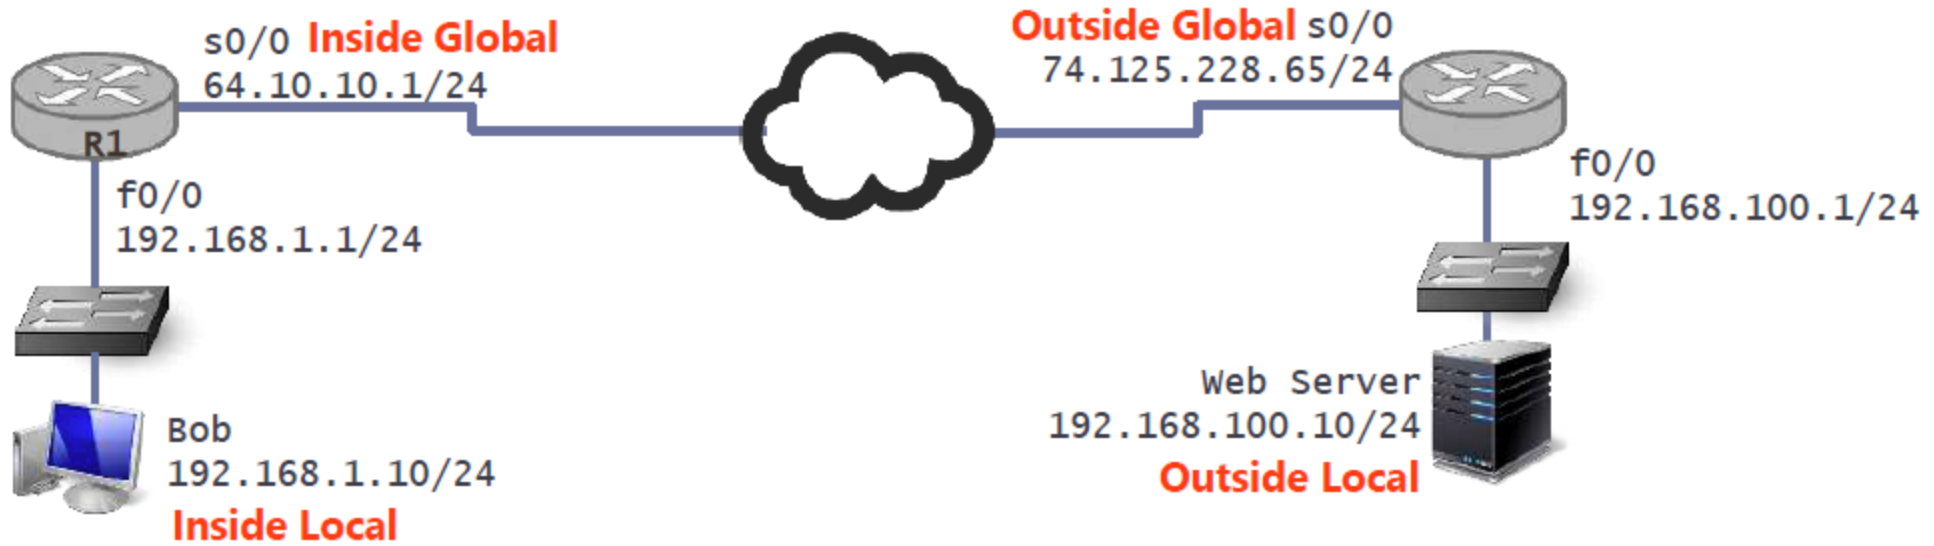 s0/0 Inside Global
64.10.10.1/24
R1
f0/0
192.168.1.1/24
Bob
192.168.1.10/24
Inside Local
Outside Global s0/0
74.125.228.65/24
f0/0
192.168.100.1/24
Web Server
192.168.100.10/24
Outside Local